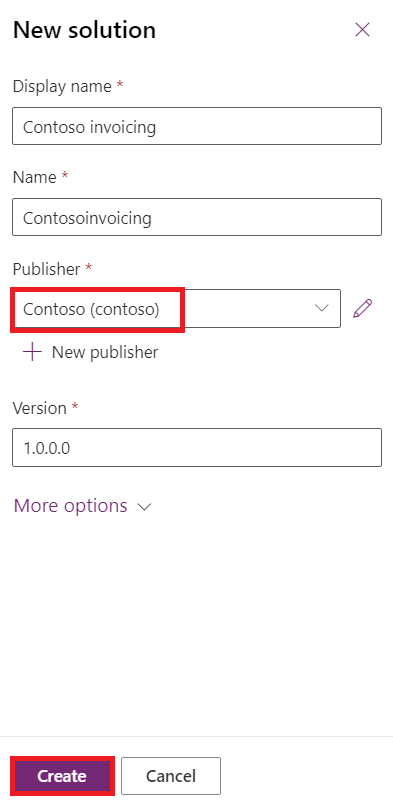 New solution
Display name *
Contoso invoicing
Name *
Contosoinvoicing
Publisher *
Contoso (contoso)
New publisher
Version *
1.0.0.0
More options
Create Cancel